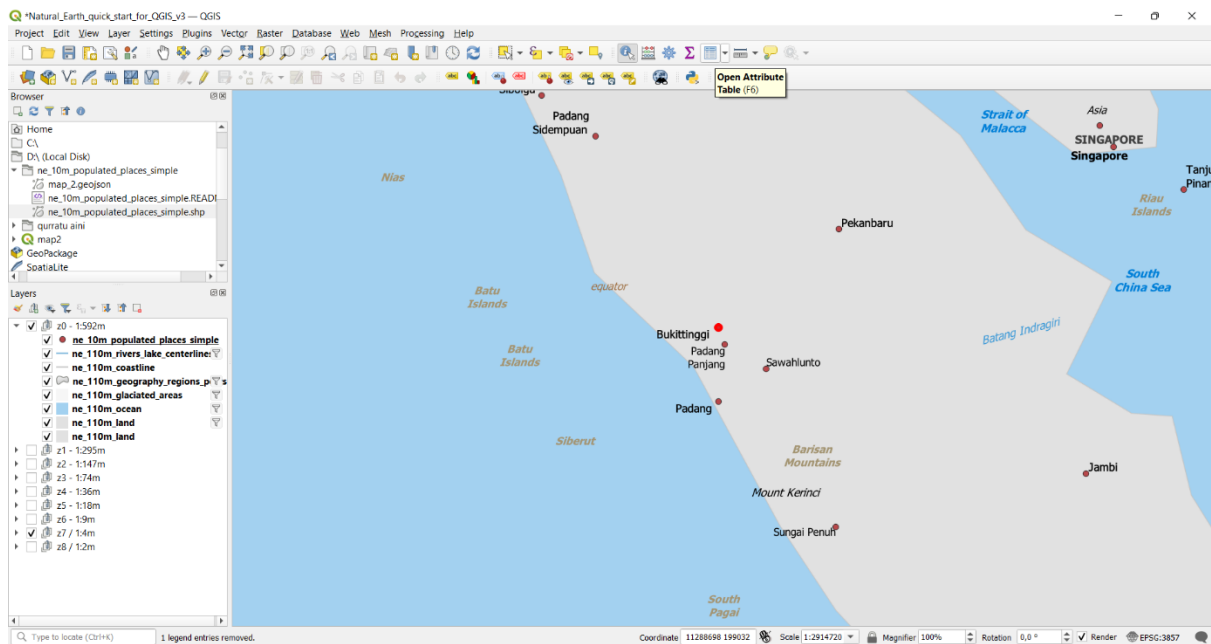 *Natural_Earth_quick_start_for_QGIS_v3 — QGIS
Project Edit View Layer Settings Plugins Vector Raster Database Web Mesh Processing Help
Open Attribute
Table (F6)
Browser
Home
C:\
D:\ (Local Disk)
ne_10m_populated_places_simple
map_2.geojson
ne_10m_populated_places_simple.READI
ne_10m_populated_places_simple.shp
qurratu aini
map2
GeoPackage
SpatiaLite
Layers
z0 - 1:592m
ne_10m_populated_places_simple
ne_110m_rivers_lake_centerlines
ne_110m_coastline
ne_110m_geography_regions_p
ne_110m_glaciated_areas
ne_110m_ocean
ne_110m_land
ne_110m_land
z1 - 1:295m
z2 - 1:147m
z3 - 1:74m
z4 - 1:36m
z5 - 1:18m
z6 - 1:9m
z7 / 1:4m
z8 / 1:2m
Sibolga
Padang
Sidempuan
Nias
Strait of
Malacca
Asia
SINGAPORE
Singapore
Tanju
Pinan
Riau
Islands
Pekanbaru
equator
Batu
Islands
South
China Sea
Bukittinggi
Padang
Panjang
Batang Indragiri
Batu
Islands
Sawahlunto
Padang
Siberut
Barisan
Mountains
Jambi
Mount Kerinci
Sungai Penuh
South
Pagai
Type to locate (Ctrl+K) 1 legend entries removed. Coordinate 11288698 199032 Scale 1:2914720 Magnifier 100% Rotation 0,0 ° Render EPSG:3857